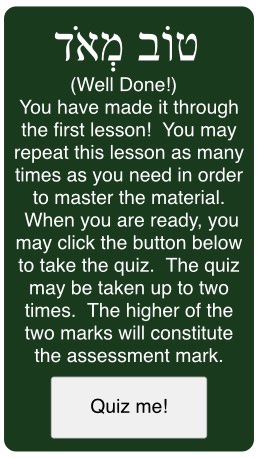 טוֹב מְאֹד
(Well Done!)
You have made it through
the first lesson!  You may
repeat this lesson as many
times as you need in order
to master the material.
When you are ready, you
may click the button below
to take the quiz.  The quiz
may be taken up to two
times.  The higher of the
two marks will constitute
the assessment mark.
Quiz me!